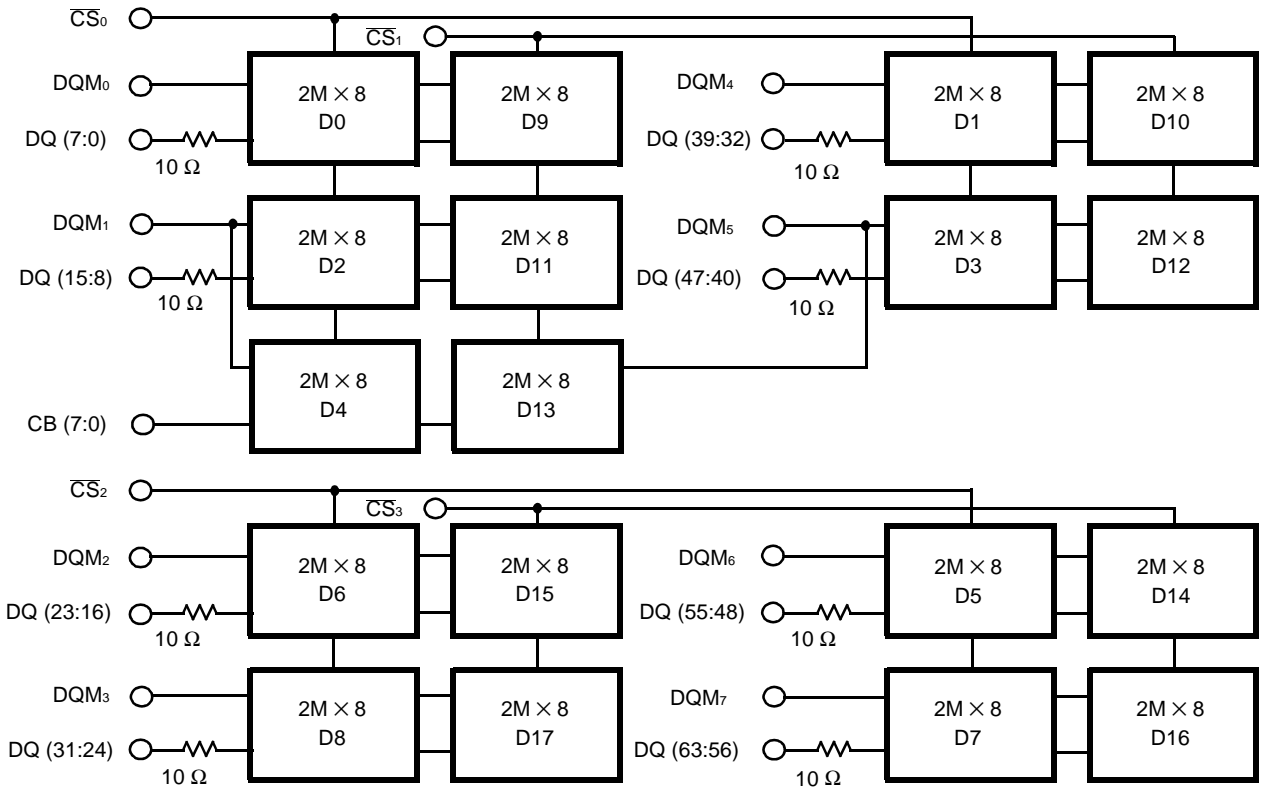 CS0
CS1
DQM0
2M × 8
D0
2M × 8
D9
DQM4
2M × 8
D1
2M × 8
D10
DQ (7:0)
10 Ω
DQ (39:32)
10 Ω
DQM1
2M × 8
D2
2M × 8
D11
DQM5
2M × 8
D3
2M × 8
D12
DQ (15:8)
10 Ω
DQ (47:40)
10 Ω
2M × 8
D4
2M × 8
D13
CB (7:0)
CS2
CS3
DQM2
2M × 8
D6
2M × 8
D15
DQM6
2M × 8
D5
2M × 8
D14
DQ (23:16)
10 Ω
DQ (55:48)
10 Ω
DQM3
2M × 8
D8
2M × 8
D17
DQM7
2M × 8
D7
2M × 8
D16
DQ (31:24)
10 Ω
DQ (63:56)
10 Ω